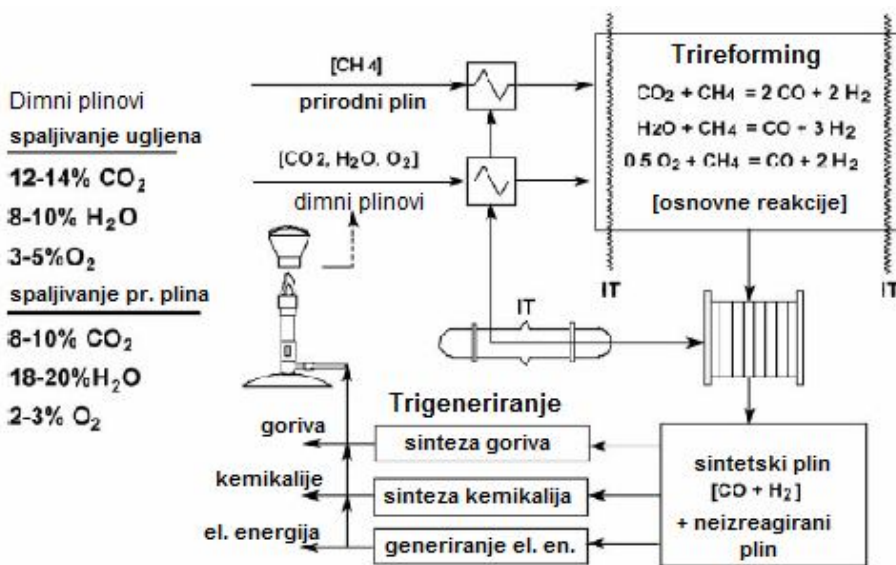 Dimni plinovi
spaljivanje ugljena
12-14% CO2
8-10% H2O
3-5%O2
spaljivanje pr. plina
8-10% CO2
18-20%H2O
2-3% O2
[CH4]
prirodni plin
[CO2, H2O. O2]
dimni plinovi
Trireforming
CO2 + CH4 = 2 CO + 2 H2
H2O + CH4 = CO + 3 H2
0.5 O2 + CH4 = CO + 2 H2
[osnovne reakcije]
IT
IT
IT
Trigeneriranje
goriva
sinteza goriva
kemikalije
sinteza kemikalija
el. energija
generiranje el. en.
sintetski plin
[CO + H2]
+ neizreagirani
plin